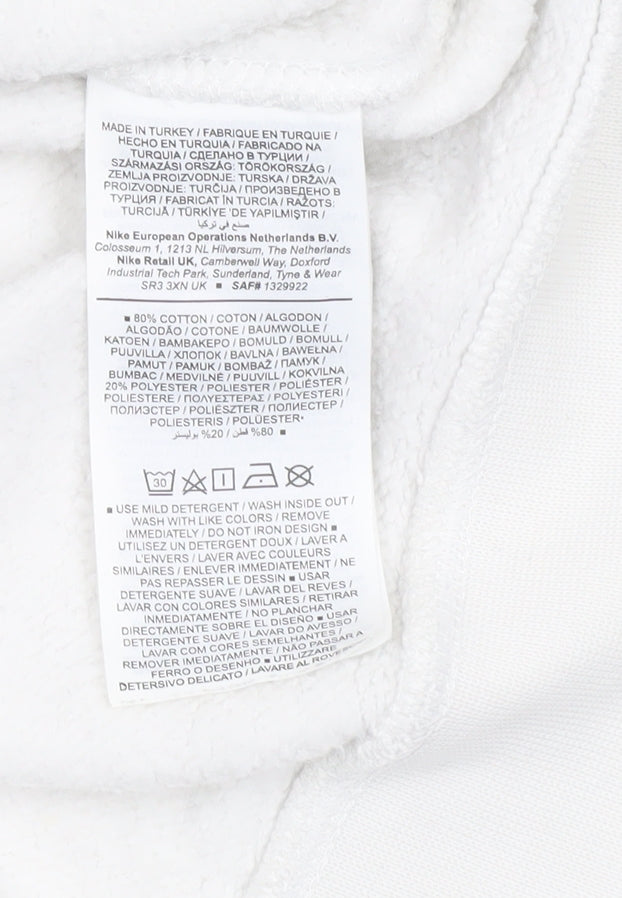 MADE IN TURKEY / FABRIQUE EN TURQUIE /
HECHO EN TURQUIA / FABRICADO NA
TURQUIA / СДЕЛАНО В ТУРЦИИ /
SZÁRMAZÁSI ORSZÁG: TÖRÖKORSZÁG /
ZEMLJA PROIZVODNJE: TURSKA / DRŽAVA
PROIZVODNJE: TURČIJA / ПРОИЗВЕДЕНО В
ТУРЦИЯ / FABRICAT ÎN TURCIA / RAŽOTS:
TURCIJĀ / TÜRKİYE 'DE YAPILMIŞTIR /
صنع في تركيا
Nike European Operations Netherlands B.V.
Colosseum 1, 1213 NL Hilversum, The Netherlands
Nike Retail UK, Camberwell Way, Doxford
Industrial Tech Park, Sunderland, Tyne & Wear
SR3 3XN UK ■ SAF# 1329922
■ 80% COTTON / COTON / ALGODON /
ALGODÃO / COTONE / BAUMWOLLE /
KATOEN / ΒΑΜΒΑΚΕΡΟ / BOMULD / BOMULL /
PUUVILLA / ХЛОПОК / BAVLNA / BAWEŁNA /
PAMUT / PAMUK / BOMBAŽ / ПАМУК /
BUMBAC / MEDVILNĖ / PUUVILL / KOKVILNA
20% POLYESTER / POLIESTER / POLIÉSTER /
POLIESTERE / ΠΟΛΥΕΣΤΕΡΑΣ / POLYESTERI /
ПОЛИЭСТЕР / POLIÉSZTER / ПОЛИЕСТЕР /
POLIESTERIS / POLÜESTER
80% قطن / 20% بوليستر ■
30
■ USE MILD DETERGENT / WASH INSIDE OUT /
WASH WITH LIKE COLORS / REMOVE
IMMEDIATELY / DO NOT IRON DESIGN ■
UTILISEZ UN DETERGENT DOUX / LAVER A
L'ENVERS / LAVER AVEC COULEURS
SIMILAIRES / ENLEVER IMMEDIATEMENT / NE
PAS REPASSER LE DESSIN ■ USAR
DETERGENTE SUAVE / LAVAR DEL REVES /
LAVAR CON COLORES SIMILARES / RETIRAR
INMEDIATAMENTE / NO PLANCHAR
DIRECTAMENTE SOBRE EL DISEÑO ■ USAR
DETERGENTE SUAVE / LAVAR DO AVESSO /
LAVAR COM CORES SEMELHANTES /
REMOVER IMEDIATAMENTE / NÃO PASSAR A
FERRO O DESENHO ■ UTILIZZARE
DETERSIVO DELICATO / LAVARE AL